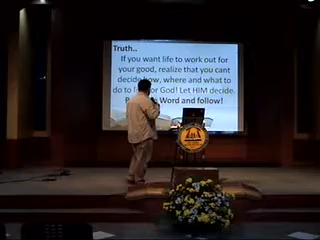 Truth..
If you want life to work out for
your good, realize that you cant
decide how, where and what to
do to for God! Let HIM decide.
Word and follow!